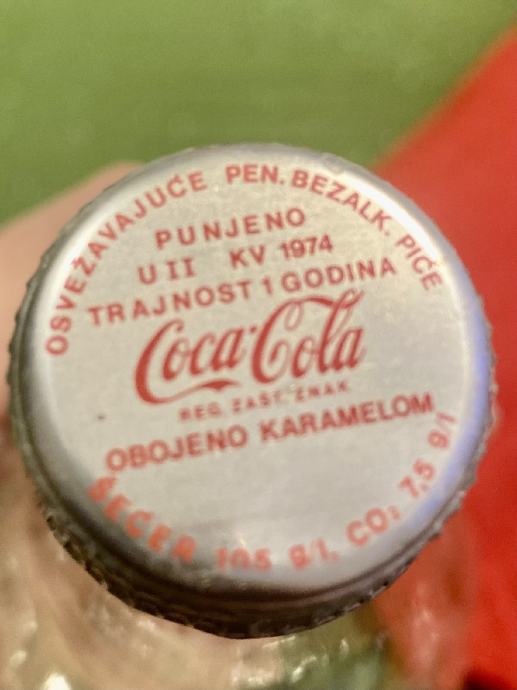 OSVEŽAVAJUĆE PEN. BEZALK. PIĆE
PUNJENO
U II KV 1974
TRAJNOST 1 GODINA
Coca-Cola
REG. ZAŠT. ZNAK
OBOJENO KARAMELOM
ŠEĆER 105 g/l, CO₂ 7,5 g/l